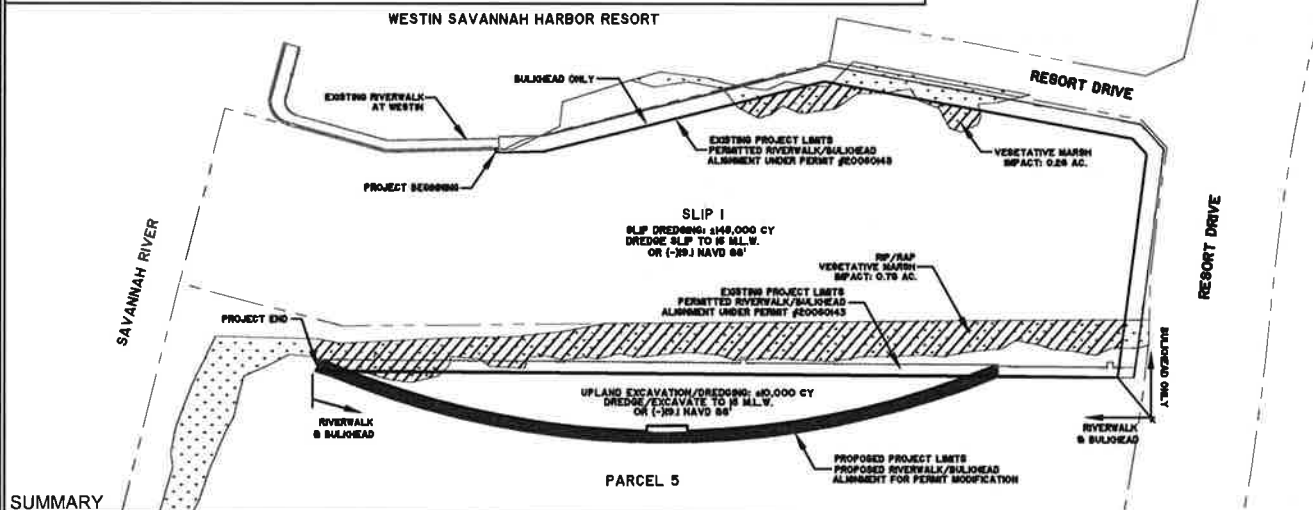 WESTIN SAVANNAH HARBOR RESORT
RESORT DRIVE
BULKHEAD ONLY
EXISTING RIVERWALK
AT WESTIN
EXISTING PROJECT LIMITS
PERMITTED RIVERWALK/BULKHEAD
ALIGNMENT UNDER PERMIT #20060143
VEGETATIVE MARSH
IMPACT: 0.26 AC.
PROJECT BEGINNING
SLIP 1
SLIP DREDGING: ±148,000 CY
DREDGE SLIP TO 16 M.L.W.
OR (-)19.1 NAVD 88'
RESORT DRIVE
SAVANNAH RIVER
RIP/RAP
VEGETATIVE MARSH
IMPACT: 0.78 AC.
EXISTING PROJECT LIMITS
PERMITTED RIVERWALK/BULKHEAD
ALIGNMENT UNDER PERMIT #20060143
PROJECT END
BULKHEAD ONLY
UPLAND EXCAVATION/DREDGING: ±10,000 CY
DREDGE/EXCAVATE TO 16 M.L.W.
OR (-)19.1 NAVD 88'
RIVERWALK
& BULKHEAD
RIVERWALK
& BULKHEAD
PROPOSED PROJECT LIMITS
PROPOSED RIVERWALK/BULKHEAD
ALIGNMENT FOR PERMIT MODIFICATION
PARCEL 5
SUMMARY